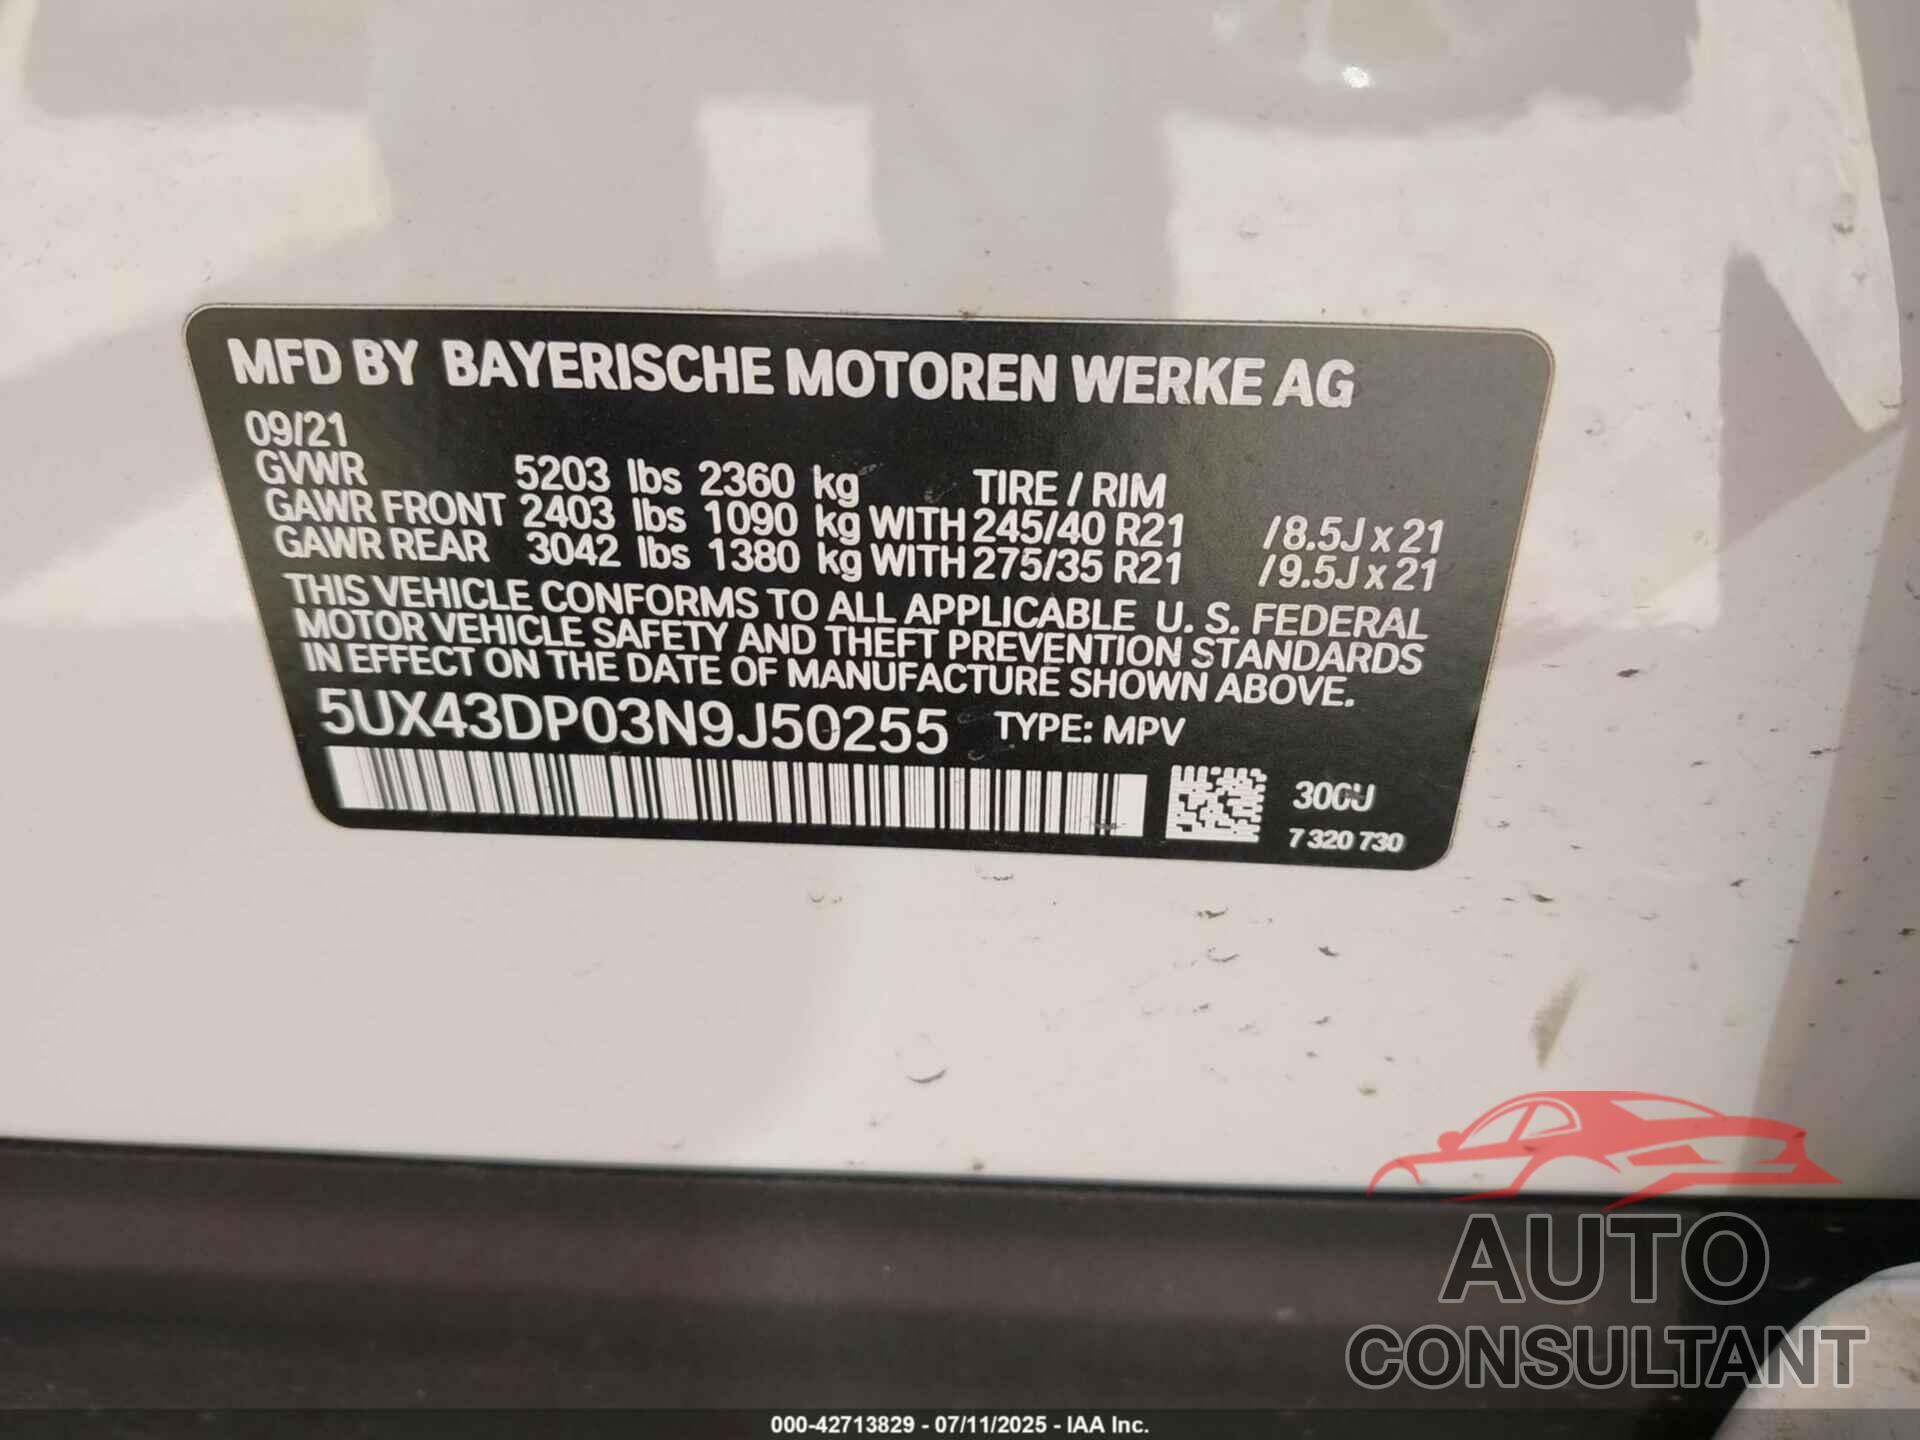 MFD BY BAYERISCHE MOTOREN WERKE AG
09/21
GVWR 5203 lbs 2360 kg TIRE / RIM
GAWR FRONT 2403 lbs 1090 kg WITH 245/40 R21 /8.5J x 21
GAWR REAR 3042 lbs 1380 kg WITH 275/35 R21 /9.5J x 21
THIS VEHICLE CONFORMS TO ALL APPLICABLE U. S. FEDERAL
MOTOR VEHICLE SAFETY AND THEFT PREVENTION STANDARDS
IN EFFECT ON THE DATE OF MANUFACTURE SHOWN ABOVE.
5UX43DP03N9J50255 TYPE: MPV
7 320 730
AUTO
CONSULTANT
000-42713829 - 07/11/2025 - IAA Inc.